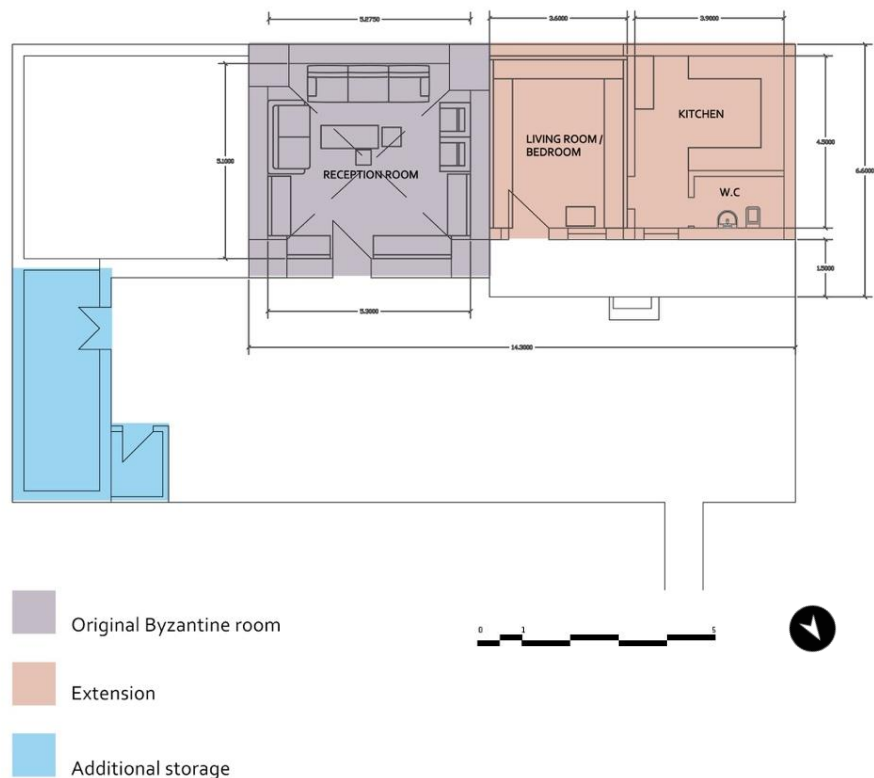 5.2750
3.6000
3.9000
5.1000
RECEPTION ROOM
LIVING ROOM /
BEDROOM
KITCHEN
W.C
4.5000
6.6000
1.5000
5.3000
14.3000
Original Byzantine room
0 1 5
Extension
Additional storage